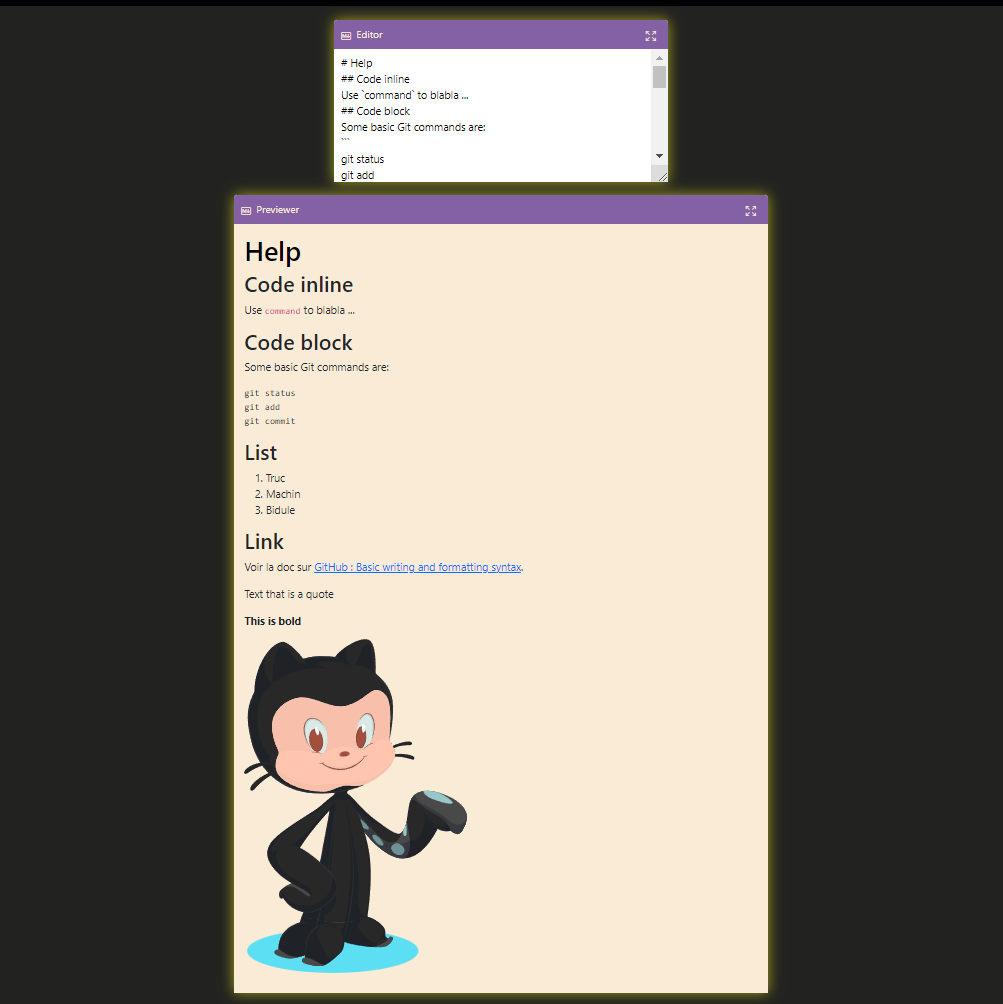 Editor
# Help
## Code inline
Use `command` to blabla ...
## Code block
Some basic Git commands are:
```
git status
git add
Previewer
Help
Code inline
Use command to blabla ...
Code block
Some basic Git commands are:
git status
git add
git commit
List
1. Truc
2. Machin
3. Bidule
Link
Voir la doc sur GitHub : Basic writing and formatting syntax.
Text that is a quote
This is bold